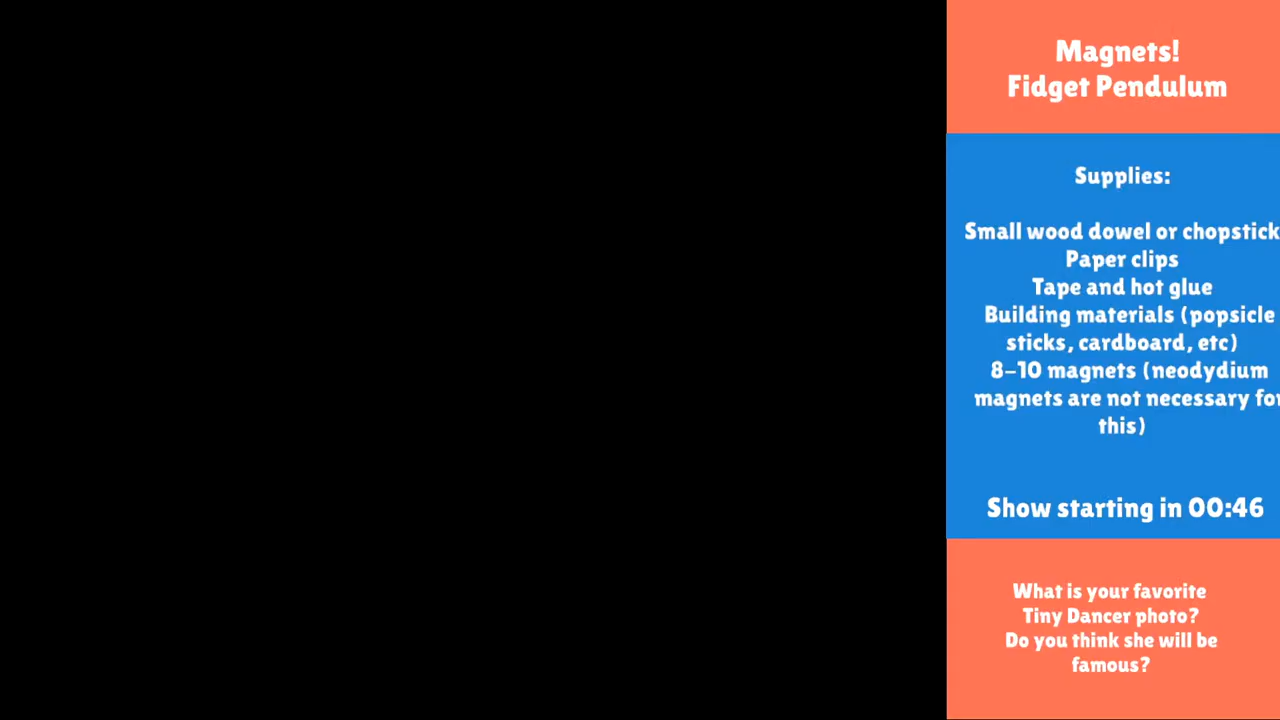 Magnets!
Fidget Pendulum
Supplies:
Small wood dowel or chopstick
Paper clips
Tape and hot glue
Building materials (popsicle
sticks, cardboard, etc)
8-10 magnets (neodydium
magnets are not necessary for
this)
Show starting in 00:46
What is your favorite
Tiny Dancer photo?
Do you think she will be
famous?